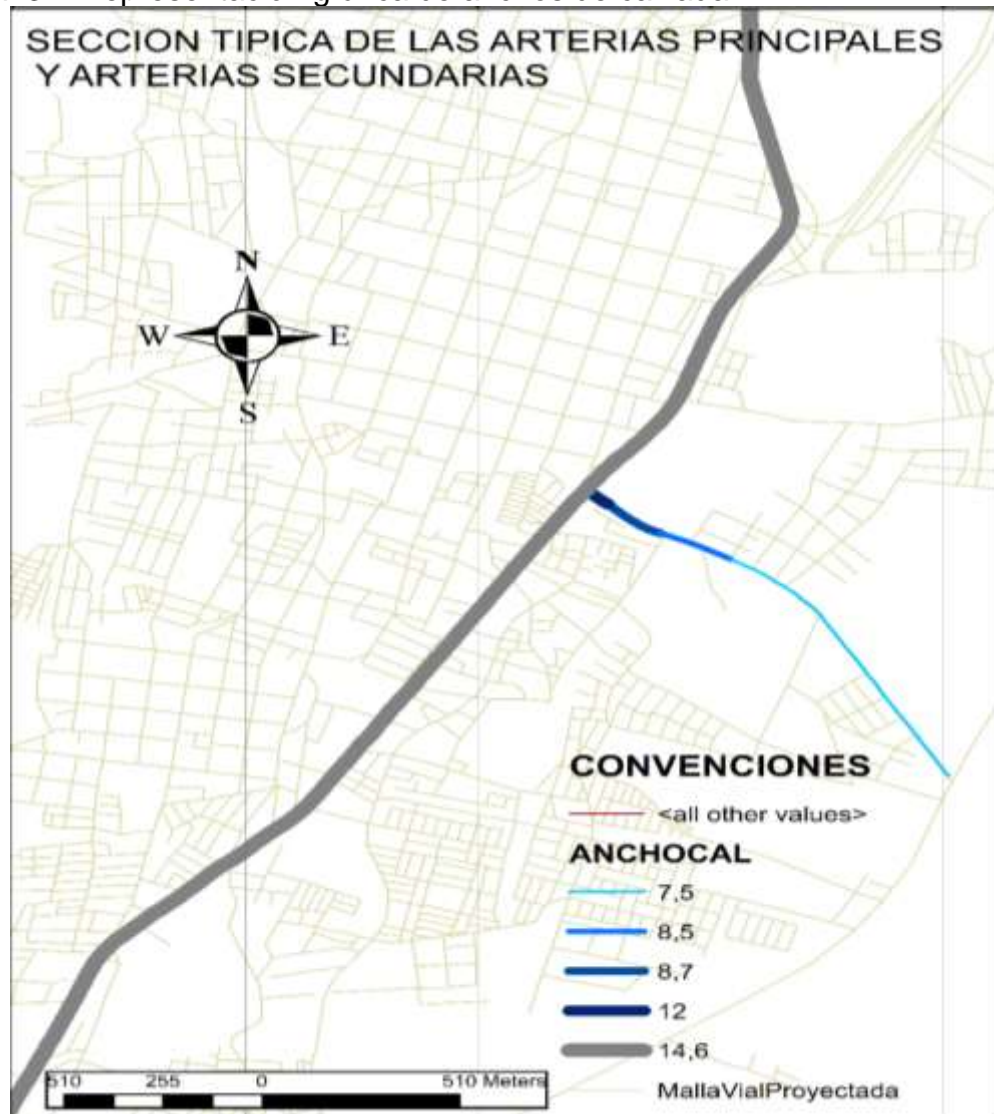 SECCION TIPICA DE LAS ARTERIAS PRINCIPALES
Y ARTERIAS SECUNDARIAS
N
W E
S
CONVENCIONES
<all other values>
ANCHOCAL
7,5
8,5
8,7
12
14,6
MallaVialProyectada
510 255 0 510 Meters